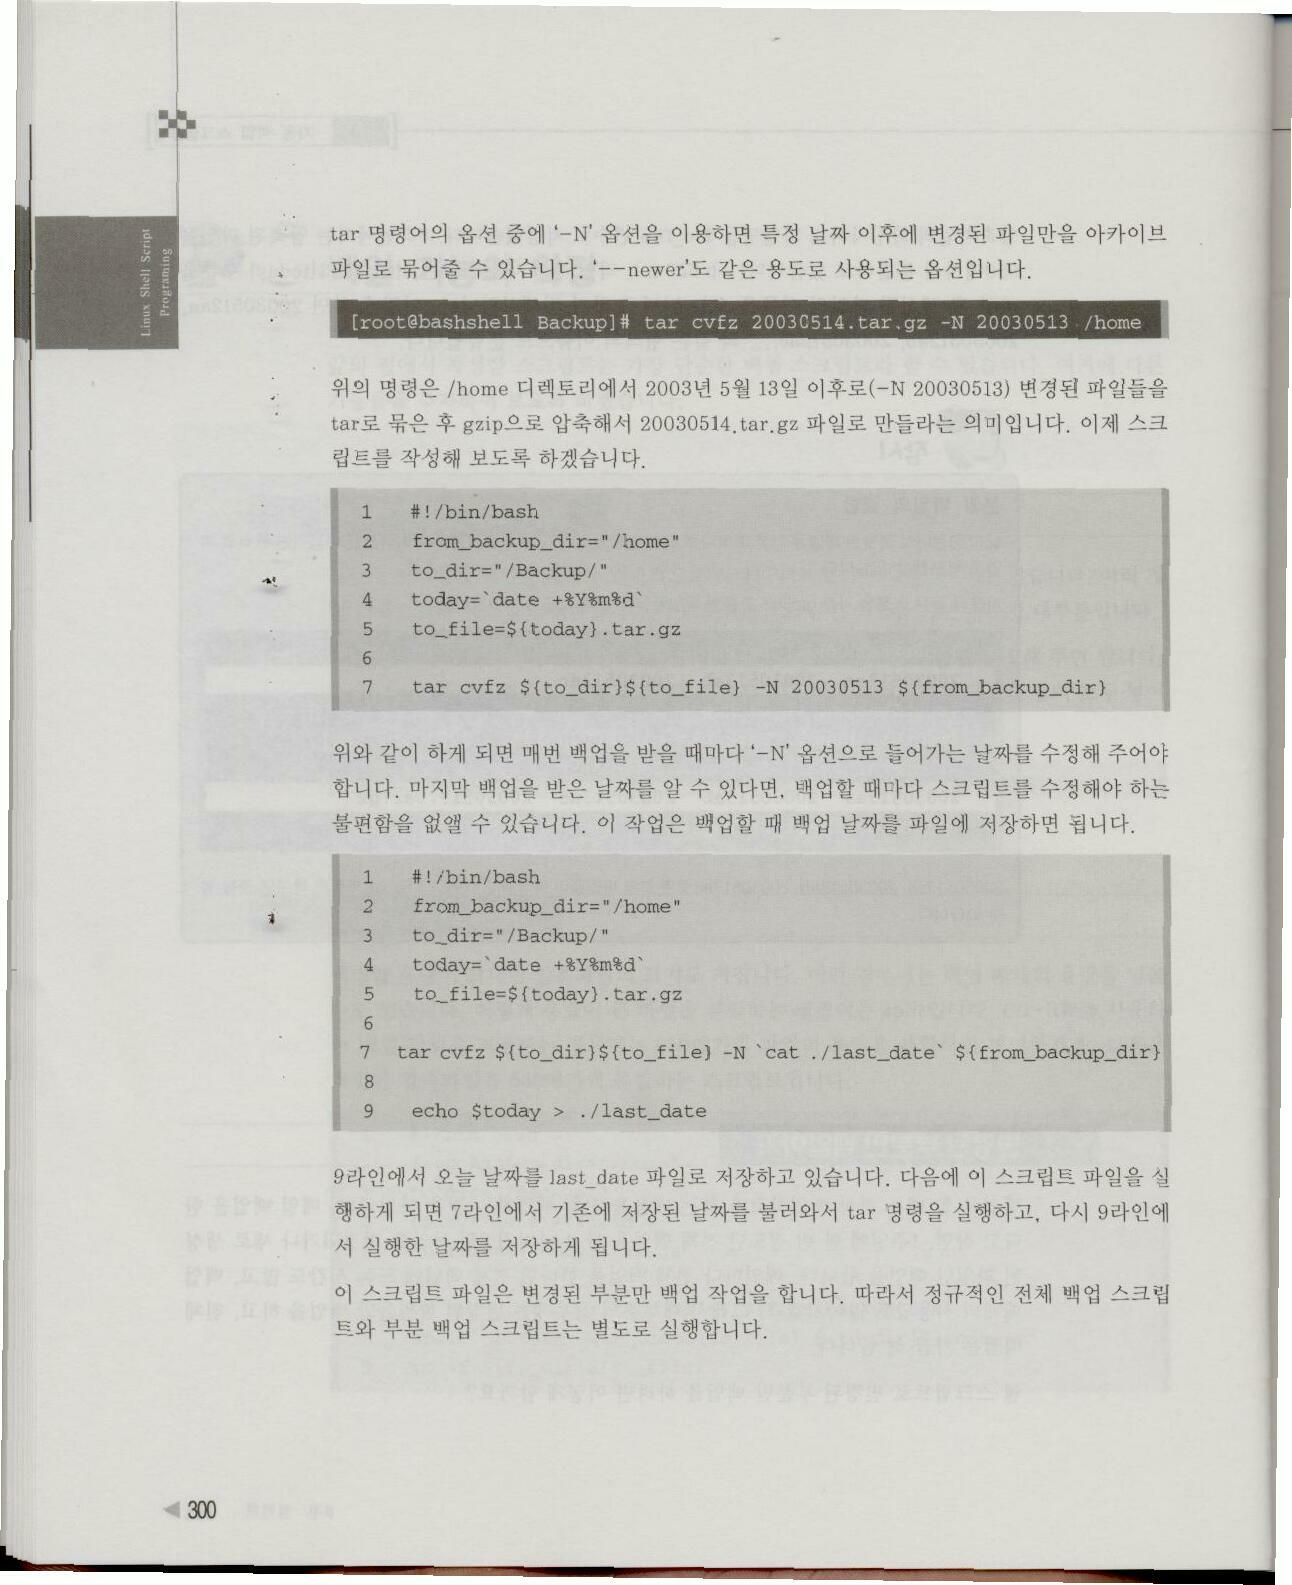 Linux Shell Script
Programing
tar 명령어의 옵션 중에 ‘-N’ 옵션을 이용하면 특정 날짜 이후에 변경된 파일만을 아카이브
파일로 묶어줄 수 있습니다. ‘--newer’도 같은 용도로 사용되는 옵션입니다.
[root@bashshell Backup]# tar cvfz 20030514.tar.gz -N 20030513 /home
위의 명령은 /home 디렉토리에서 2003년 5월 13일 이후로(-N 20030513) 변경된 파일들을
tar로 묶은 후 gzip으로 압축해서 20030514.tar.gz 파일로 만들라는 의미입니다. 이제 스크
립트를 작성해 보도록 하겠습니다.
1 #!/bin/bash
2 from_backup_dir="/home"
3 to_dir="/Backup/"
4 today=`date +%Y%m%d`
5 to_file=${today}.tar.gz
6
7 tar cvfz ${to_dir}${to_file} -N 20030513 ${from_backup_dir}
위와 같이 하게 되면 매번 백업을 받을 때마다 ‘-N’ 옵션으로 들어가는 날짜를 수정해 주어야
합니다. 마지막 백업을 받은 날짜를 알 수 있다면, 백업할 때마다 스크립트를 수정해야 하는
불편함을 없앨 수 있습니다. 이 작업은 백업할 때 백업 날짜를 파일에 저장하면 됩니다.
1 #!/bin/bash
2 from_backup_dir="/home"
3 to_dir="/Backup/"
4 today=`date +%Y%m%d`
5 to_file=${today}.tar.gz
6
7 tar cvfz ${to_dir}${to_file} -N `cat ./last_date` ${from_backup_dir}
8
9 echo $today > ./last_date
9라인에서 오늘 날짜를 last_date 파일로 저장하고 있습니다. 다음에 이 스크립트 파일을 실
행하게 되면 7라인에서 기존에 저장된 날짜를 불러와서 tar 명령을 실행하고, 다시 9라인에
서 실행한 날짜를 저장하게 됩니다.
이 스크립트 파일은 변경된 부분만 백업 작업을 합니다. 따라서 정규적인 전체 백업 스크립
트와 부분 백업 스크립트는 별도로 실행합니다.
◀ 300